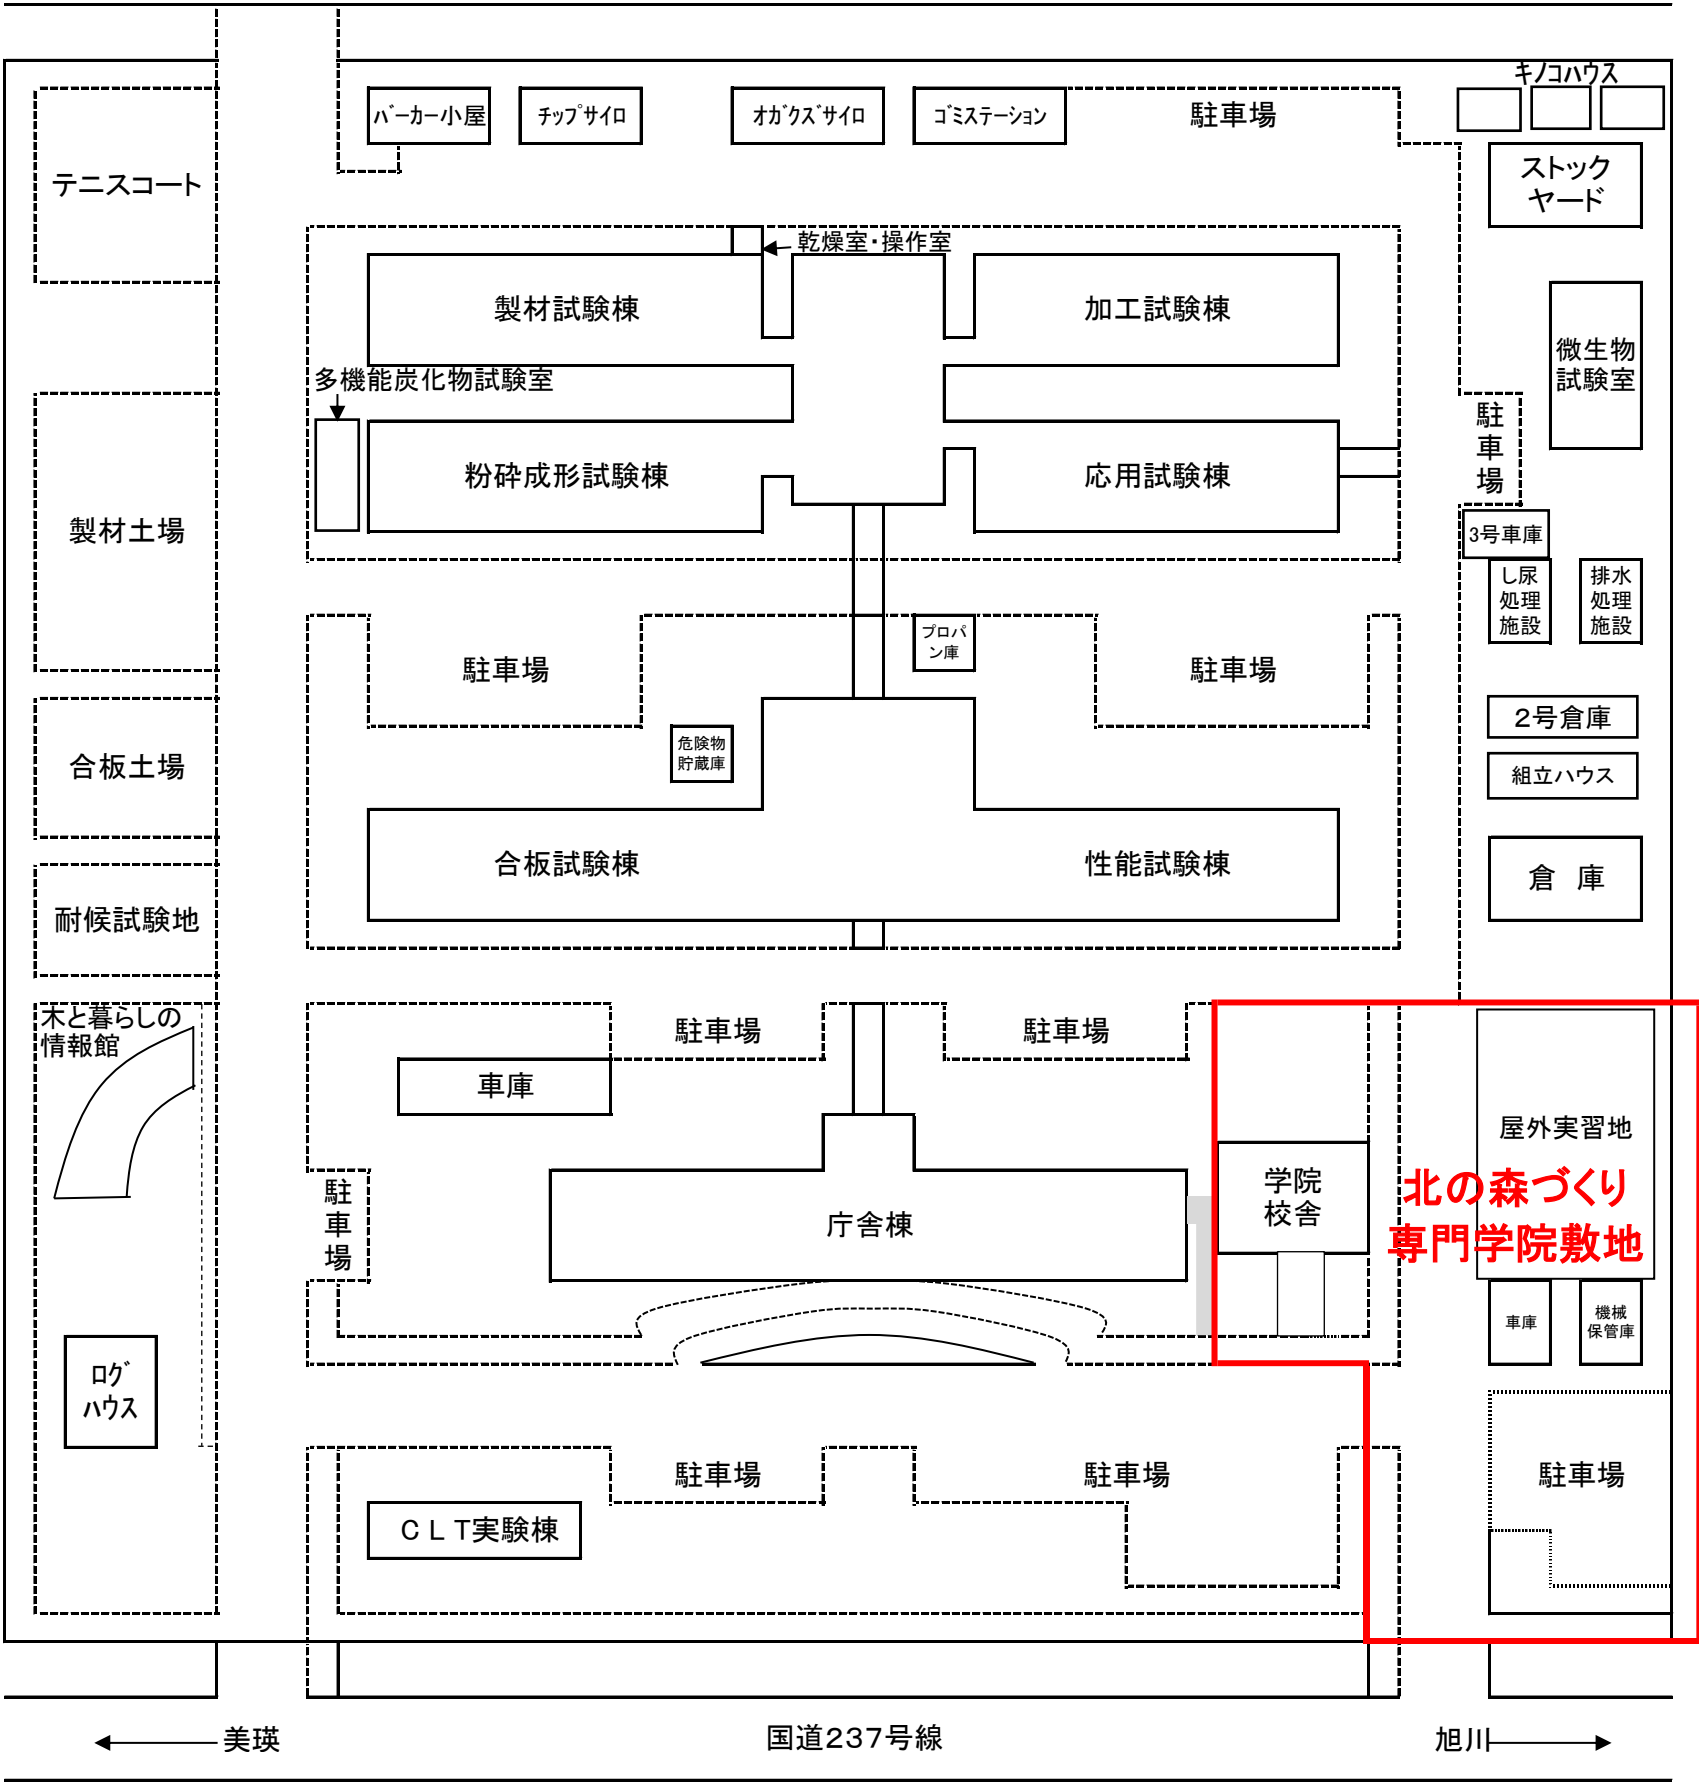 キノコハウス
バーカー小屋
チップサイロ
オガクズサイロ
ゴミステーション
駐車場
ストック
ヤード
テニスコート
乾燥室・操作室
製材試験棟
加工試験棟
微生物
試験室
多機能炭化物試験室
駐
車
場
粉砕成形試験棟
応用試験棟
製材土場
3号車庫
し尿
処理
施設
排水
処理
施設
プロパ
ン庫
駐車場
駐車場
2号倉庫
危険物
貯蔵庫
合板土場
組立ハウス
合板試験棟
性能試験棟
倉　庫
耐候試験地
木と暮らしの
情報館
駐車場
駐車場
車庫
屋外実習地
学院
校舎
北の森づくり
専門学院敷地
駐
車
場
庁舎棟
車庫
機械
保管庫
ログ
ハウス
駐車場
駐車場
駐車場
CLT実験棟
美瑛
国道237号線
旭川